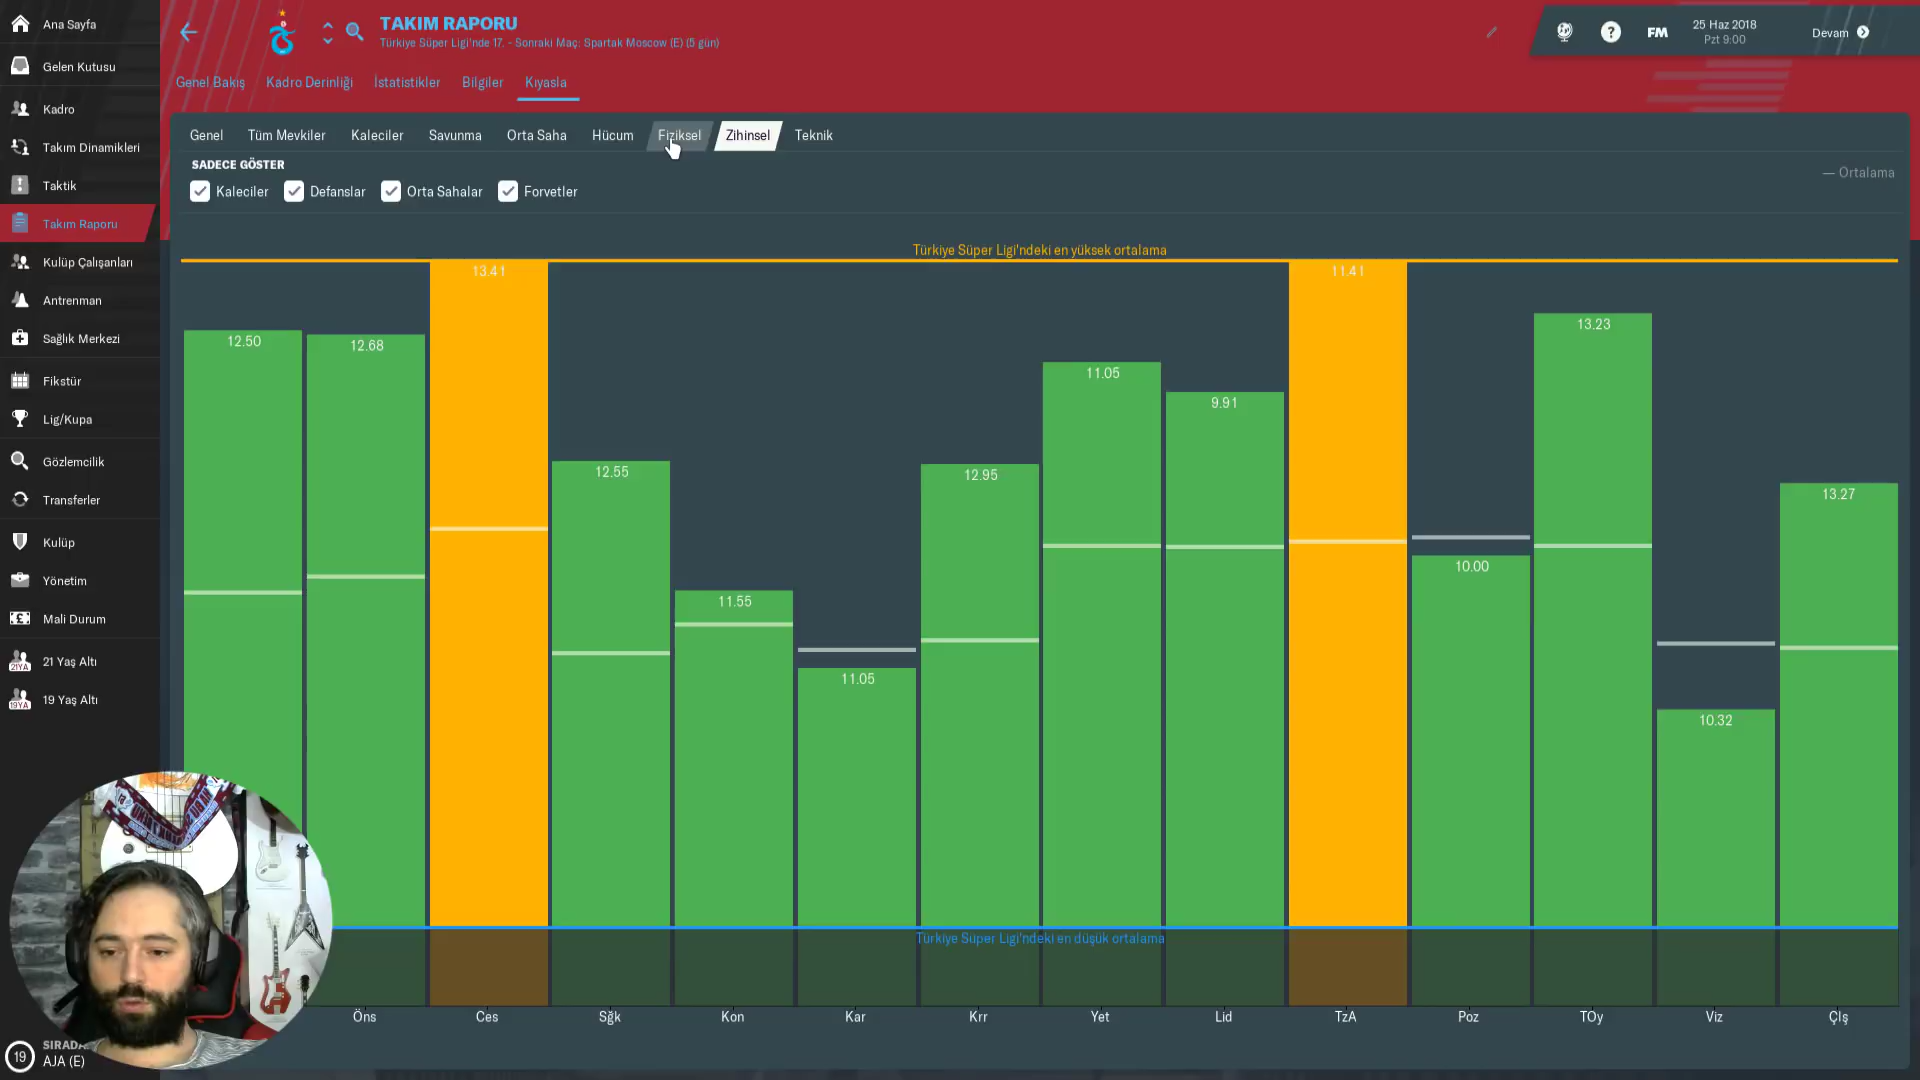 Ana Sayfa
Gelen Kutusu
Kadro
Takım Dinamikleri
Taktik
Takım Raporu
Kulüp Çalışanları
Antrenman
Sağlık Merkezi
Fikstür
Lig/Kupa
Gözlemcilik
Transferler
Kulüp
Yönetim
Mali Durum
21YA 21 Yaş Altı
19YA 19 Yaş Altı
19
AJA (E)
TAKIM RAPORU
Türkiye Süper Ligi'nde 17. - Sonraki Maç: Spartak Moscow (E) (5 gün)
? FM
25 Haz 2018
Pzt 9:00
Devam
Genel Bakış Kadro Derinliği İstatistikler Bilgiler Kıyasla
Genel Tüm Mevkiler Kaleciler Savunma Orta Saha Hücum Fiziksel Zihinsel Teknik
SADECE GÖSTER
Kaleciler Defanslar Orta Sahalar Forvetler
— Ortalama
Türkiye Süper Ligi'ndeki en yüksek ortalama
12.50 12.68 13.41 12.55 11.55 11.05 12.95 11.05 9.91 11.41 10.00 13.23 10.32 13.27
Türkiye Süper Ligi'ndeki en düşük ortalama
Öns Ces Sğk Kon Kar Krr Yet Lid TzA Poz TOy Viz Çlş